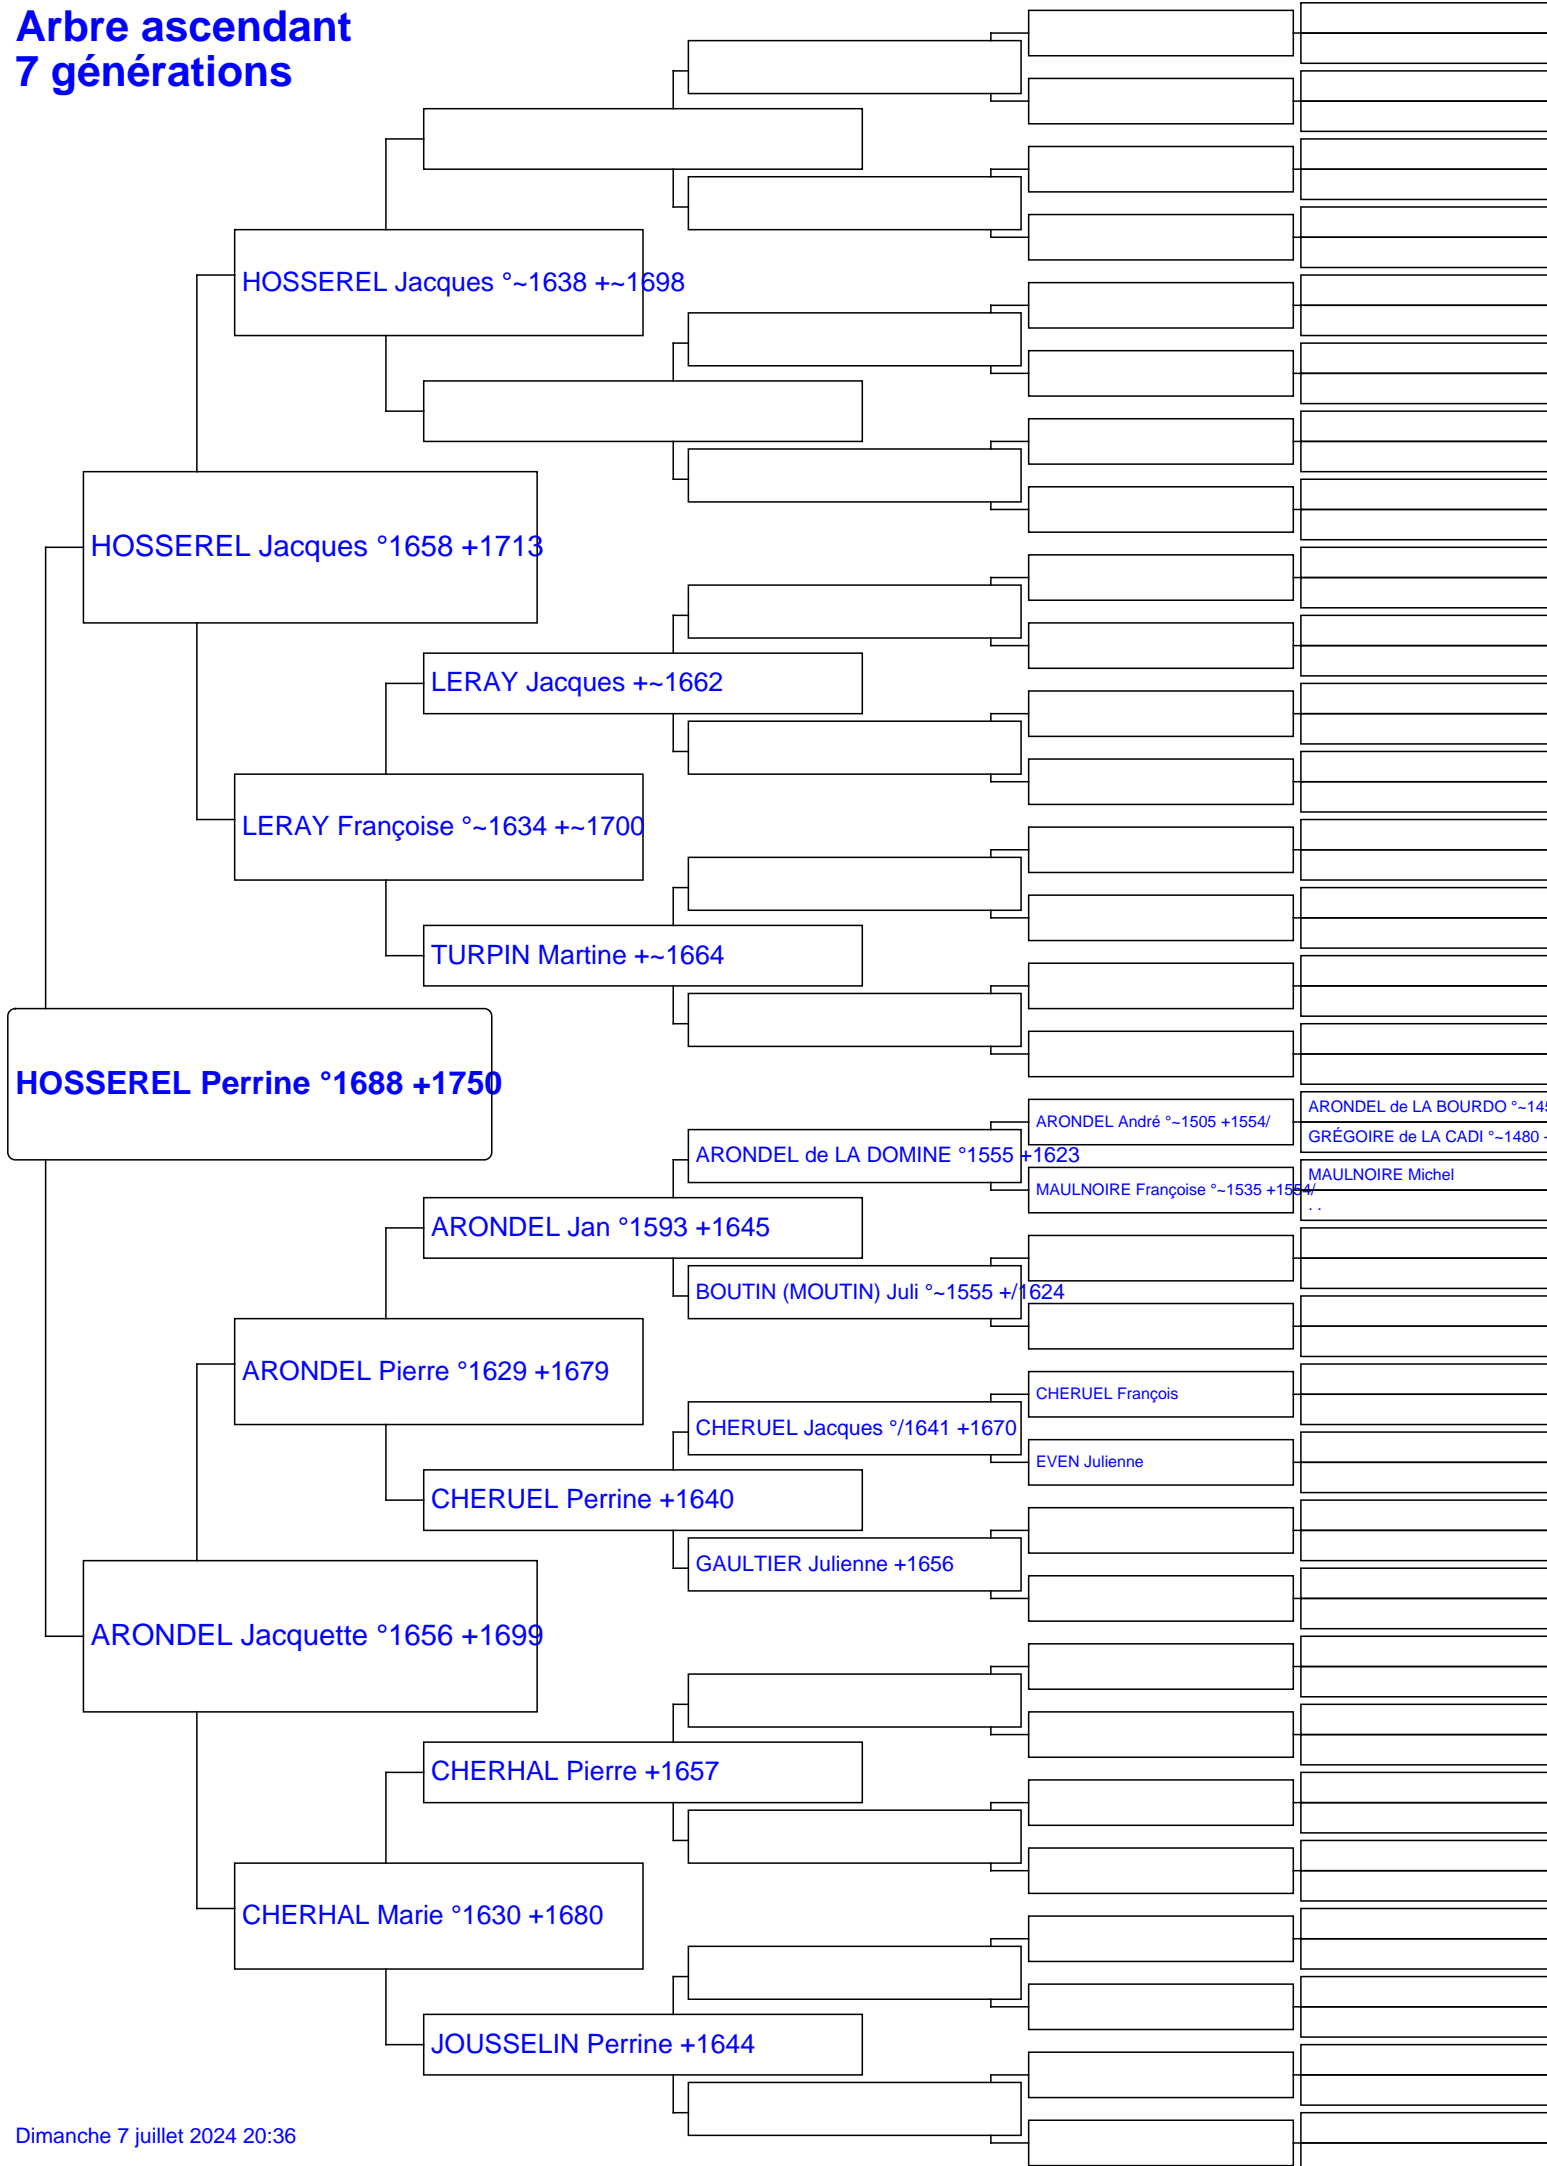 Arbre ascendant
7 générations
HOSSEREL Jacques °~1638 +~1698
HOSSEREL Jacques °1658 +1713
LERAY Jacques +~1662
LERAY Françoise °~1634 +~1700
TURPIN Martine +~1664
HOSSEREL Perrine °1688 +1750
ARONDEL André °~1505 +1554/
ARONDEL de LA BOURDO °~145
GRÉGOIRE de LA CADI °~1480 +
ARONDEL de LA DOMINE °1555 +1623
MAULNOIRE Françoise °~1535 +1554/
MAULNOIRE Michel
. .
ARONDEL Jan °1593 +1645
BOUTIN (MOUTIN) Juli °~1555 +/1624
ARONDEL Pierre °1629 +1679
CHERUEL François
CHERUEL Jacques °/1641 +1670
EVEN Julienne
CHERUEL Perrine +1640
GAULTIER Julienne +1656
ARONDEL Jacquette °1656 +1699
CHERHAL Pierre +1657
CHERHAL Marie °1630 +1680
JOUSSELIN Perrine +1644
Dimanche 7 juillet 2024 20:36